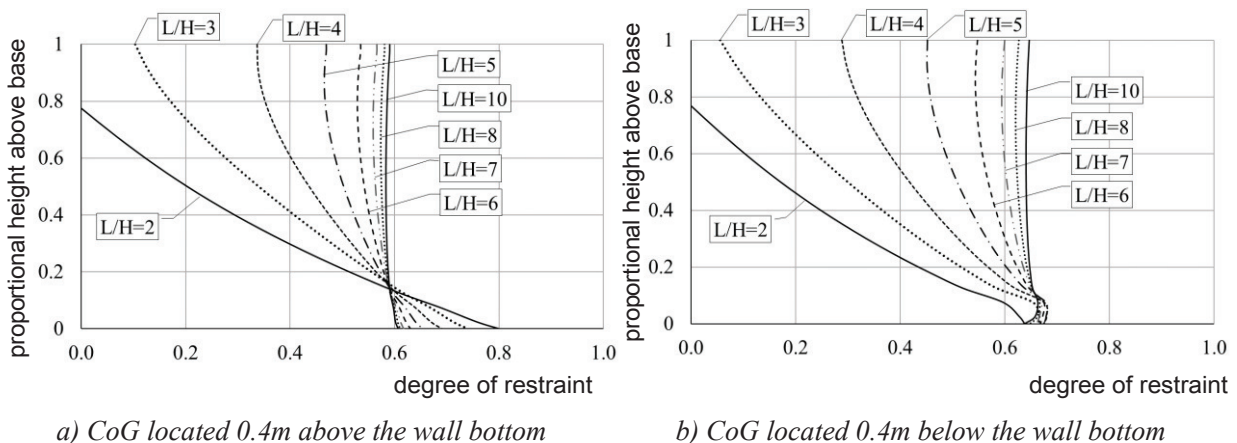 L/H=3
L/H=4
L/H=5
L/H=10
L/H=8
L/H=7
L/H=6
L/H=2
proportional height above base
1
0.8
0.6
0.4
0.2
0
0.0 0.2 0.4 0.6 0.8 1.0
degree of restraint
a) CoG located 0.4m above the wall bottom
L/H=3
L/H=4
L/H=5
L/H=10
L/H=8
L/H=7
L/H=6
L/H=2
proportional height above base
1
0.8
0.6
0.4
0.2
0
0.0 0.2 0.4 0.6 0.8 1.0
degree of restraint
b) CoG located 0.4m below the wall bottom